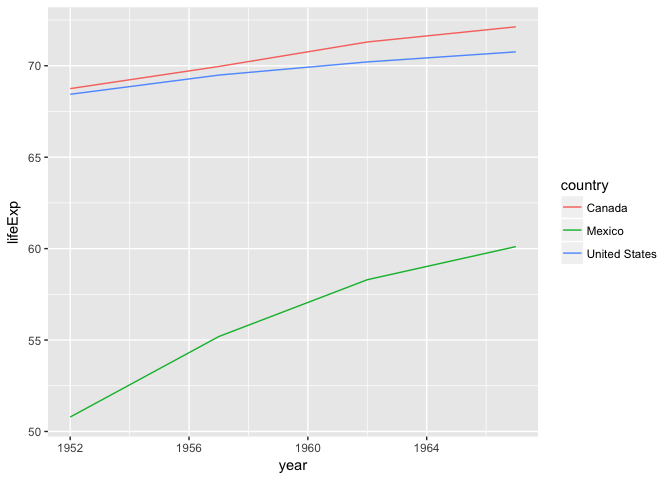 70
65
60
55
50
lifeExp
1952 1956 1960 1964
year
country
Canada
Mexico
United States